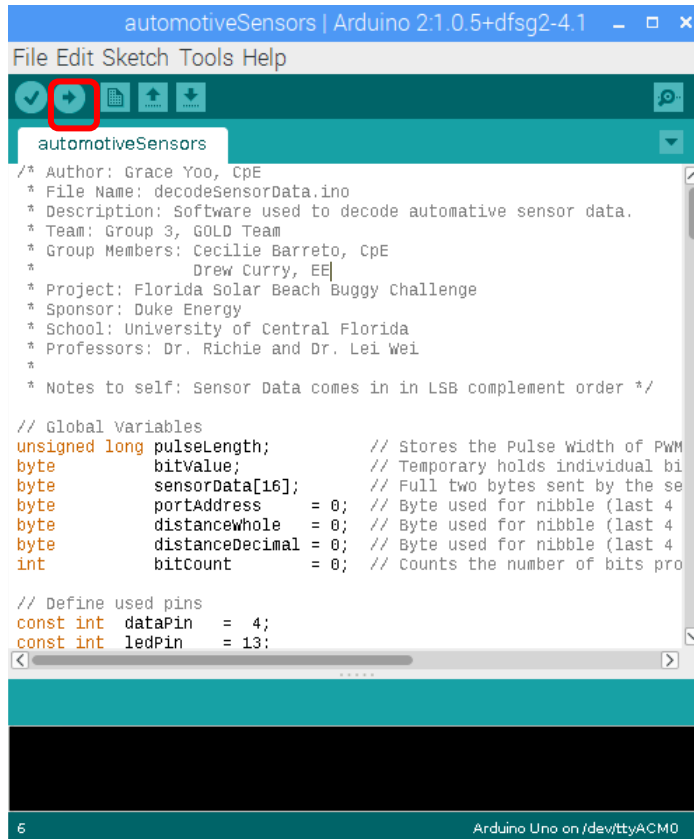 automotiveSensors | Arduino 2:1.0.5+dfsg2-4.1
File Edit Sketch Tools Help
automotiveSensors
/* Author: Grace Yoo, CpE
 * File Name: decodeSensorData.ino
 * Description: Software used to decode automative sensor data.
 * Team: Group 3, GOLD Team
 * Group Members: Cecilie Barreto, CpE
 *                Drew Curry, EE
 * Project: Florida Solar Beach Buggy Challenge
 * Sponsor: Duke Energy
 * School: University of Central Florida
 * Professors: Dr. Richie and Dr. Lei Wei
 *
 * Notes to self: Sensor Data comes in in LSB complement order */
// Global Variables
unsigned long pulseLength;         // Stores the Pulse Width of PWM
byte          bitValue;            // Temporary holds individual bi
byte          sensorData[16];      // Full two bytes sent by the se
byte          portAddress     = 0; // Byte used for nibble (last 4
byte          distanceWhole   = 0; // Byte used for nibble (last 4
byte          distanceDecimal = 0; // Byte used for nibble (last 4
int           bitCount        = 0; // Counts the number of bits pro
// Define used pins
const int  dataPin   =  4;
const int  ledPin    = 13;
6 Arduino Uno on /dev/ttyACM0